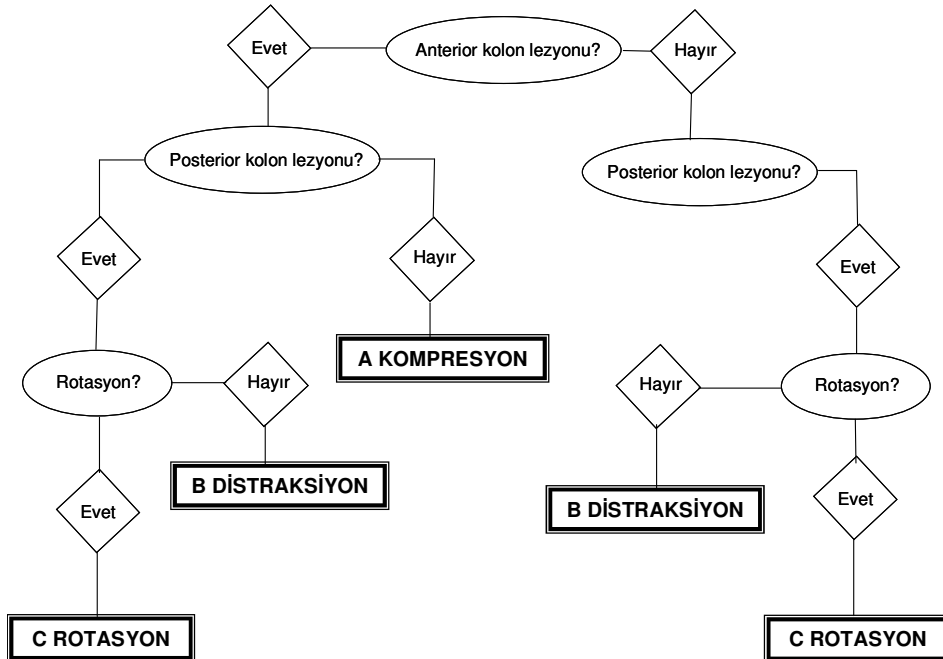 Evet
Anterior kolon lezyonu?
Hayır
Posterior kolon lezyonu?
Posterior kolon lezyonu?
Evet
Hayır
Evet
A KOMPRESYON
Rotasyon?
Hayır
Hayır
Rotasyon?
B DİSTRAKSİYON
B DİSTRAKSİYON
Evet
Evet
C ROTASYON
C ROTASYON